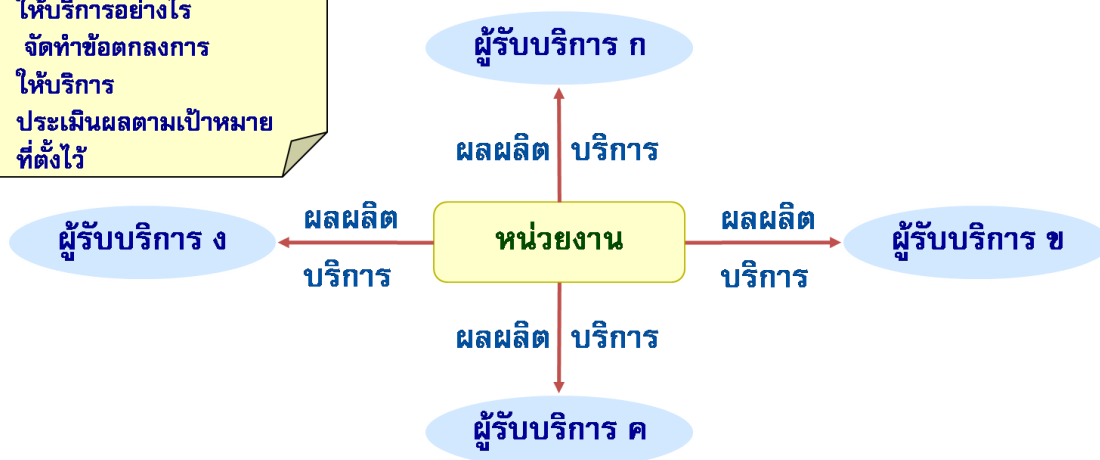 ให้บริการอย่างไร
จัดทำข้อตกลงการ
ให้บริการ
ประเมินผลตามเป้าหมาย
ที่ตั้งไว้
ผู้รับบริการ ก
ผลผลิต บริการ
ผู้รับบริการ ง
ผลผลิต
บริการ
หน่วยงาน
ผลผลิต
บริการ
ผู้รับบริการ ข
ผลผลิต บริการ
ผู้รับบริการ ค